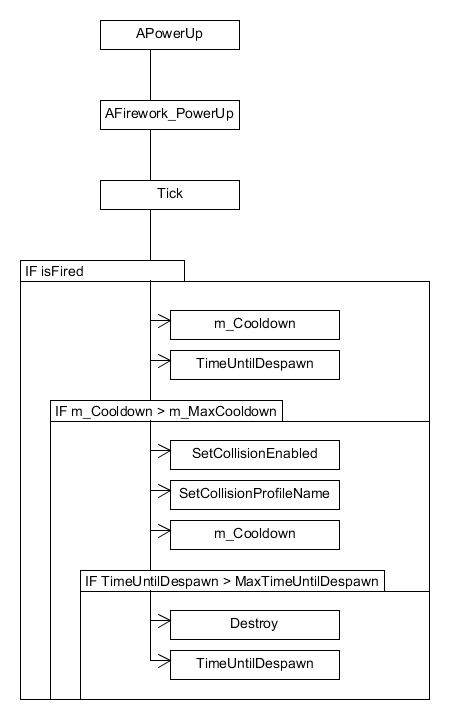 APowerUp
AFirework_PowerUp
Tick
IF isFired
m_Cooldown
TimeUntilDespawn
IF m_Cooldown > m_MaxCooldown
SetCollisionEnabled
SetCollisionProfileName
m_Cooldown
IF TimeUntilDespawn > MaxTimeUntilDespawn
Destroy
TimeUntilDespawn